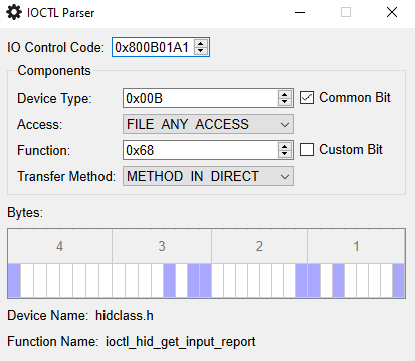 IOCTL Parser
IO Control Code: 0x800B01A1
Components
Device Type: 0x00B Common Bit
Access: FILE_ANY_ACCESS
Function: 0x68 Custom Bit
Transfer Method: METHOD_IN_DIRECT
Bytes:
4 3 2 1
Device Name: hidclass.h
Function Name: ioctl_hid_get_input_report